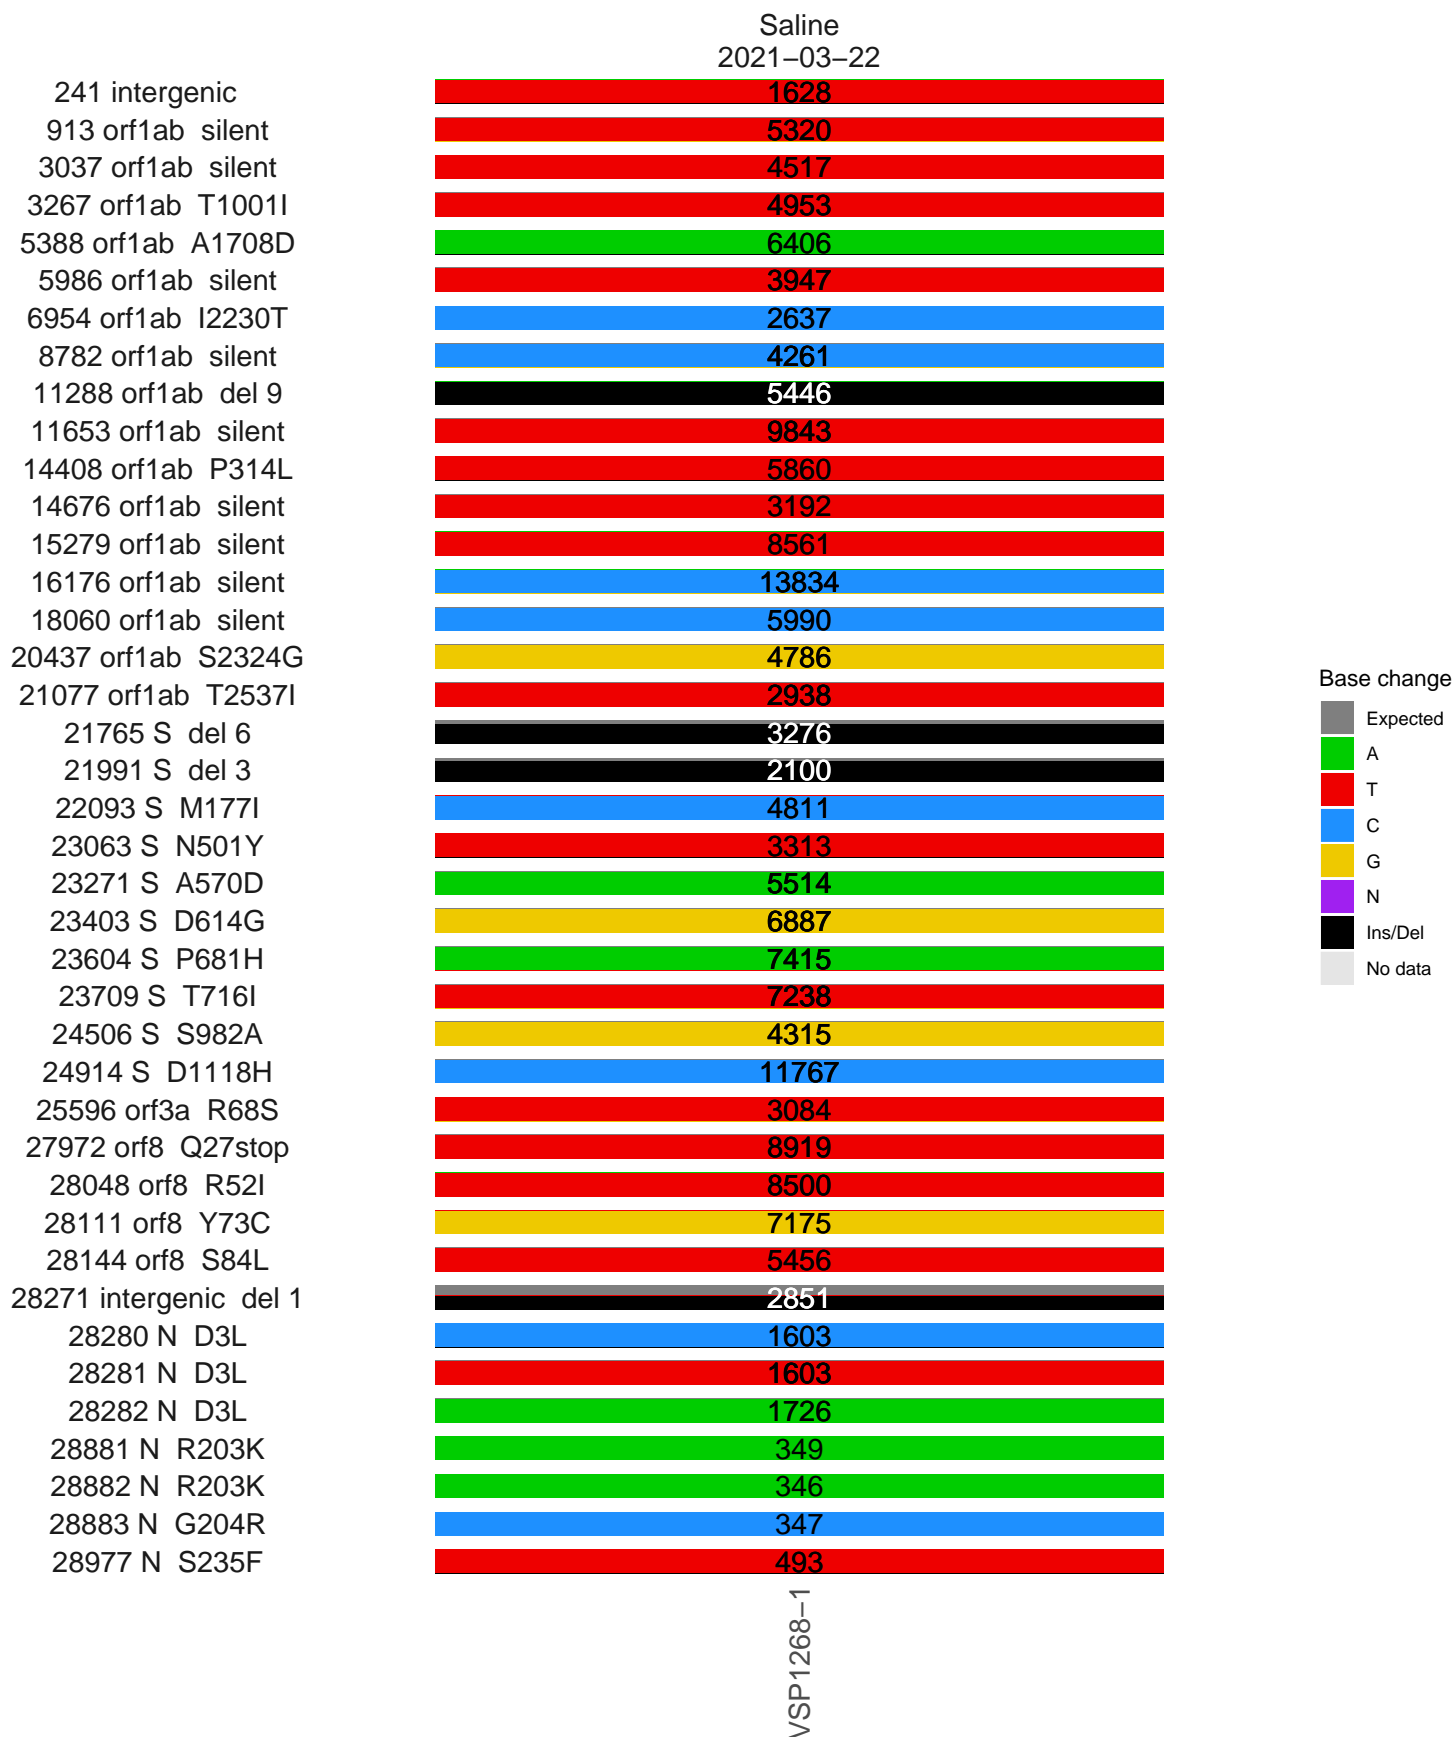 Saline
2021−03−22
241 intergenic 1628
913 orf1ab silent 5320
3037 orf1ab silent 4517
3267 orf1ab T1001I 4953
5388 orf1ab A1708D 6406
5986 orf1ab silent 3947
6954 orf1ab I2230T 2637
8782 orf1ab silent 4261
11288 orf1ab del 9 5446
11653 orf1ab silent 9843
14408 orf1ab P314L 5860
14676 orf1ab silent 3192
15279 orf1ab silent 8561
16176 orf1ab silent 13834
18060 orf1ab silent 5990
20437 orf1ab S2324G 4786
21077 orf1ab T2537I 2938
21765 S del 6 3276
21991 S del 3 2100
22093 S M177I 4811
23063 S N501Y 3313
23271 S A570D 5514
23403 S D614G 6887
23604 S P681H 7415
23709 S T716I 7238
24506 S S982A 4315
24914 S D1118H 11767
25596 orf3a R68S 3084
27972 orf8 Q27stop 8919
28048 orf8 R52I 8500
28111 orf8 Y73C 7175
28144 orf8 S84L 5456
28271 intergenic del 1 2851
28280 N D3L 1603
28281 N D3L 1603
28282 N D3L 1726
28881 N R203K 349
28882 N R203K 346
28883 N G204R 347
28977 N S235F 493
VSP1268−1
Base change
Expected
A
T
C
G
N
Ins/Del
No data